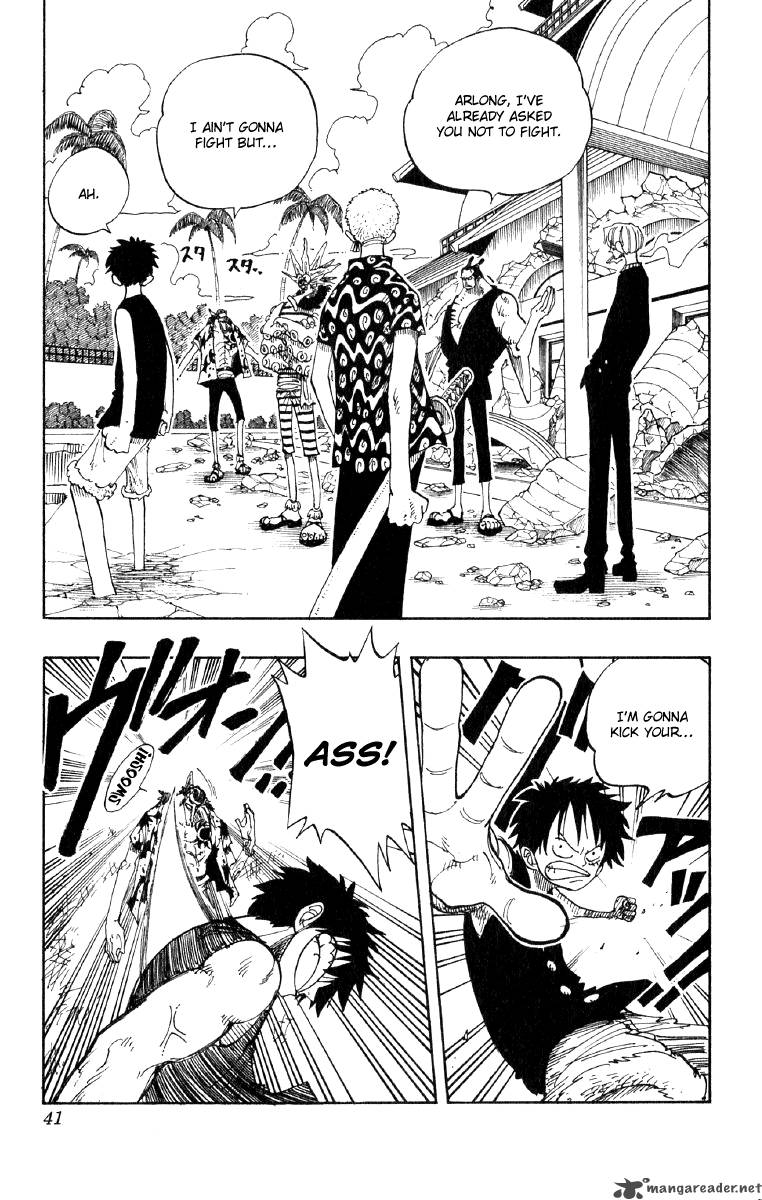 ARLONG, I'VE
ALREADY ASKED
YOU NOT TO FIGHT.
I AIN'T GONNA
FIGHT BUT...
AH.
スタ
スタ..
I'M GONNA
KICK YOUR...
ASS!
SWOOSH!
41
mangareader.net